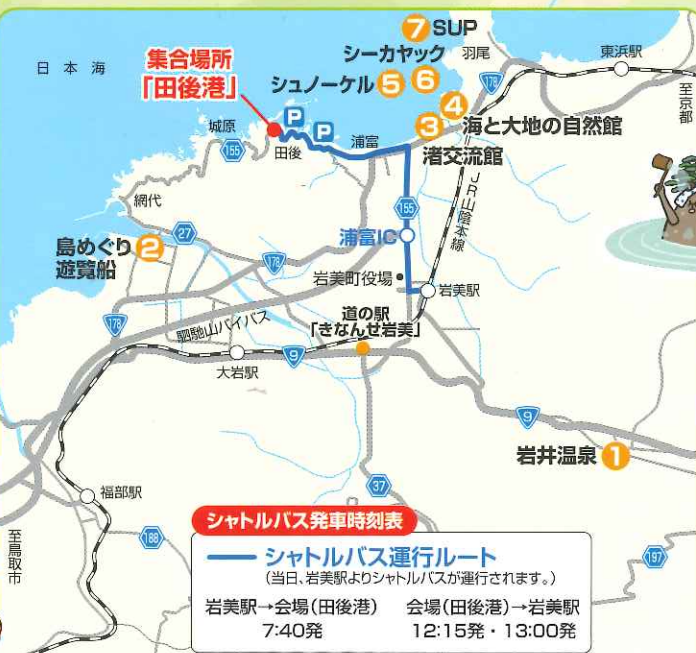 7 SUP
シーカヤック
羽尾
東浜駅
日本海
集合場所
「田後港」
シュノーケル 5 6
178
至京都
P
P
4
海と大地の自然館
城原
155
田後
浦富
3
渚交流館
網代
155
JR山陰本線
27
浦富IC
島めぐり
遊覧船
2
178
岩美町役場
岩美駅
178
駟馳山バイパス
道の駅
「きなんせ岩美」
9
大岩駅
9
岩井温泉 1
福部駅
37
至鳥取市
188
197
シャトルバス発車時刻表
シャトルバス運行ルート
(当日、岩美駅よりシャトルバスが運行されます。)
岩美駅→会場(田後港) 会場(田後港)→岩美駅
7:40発 12:15発・13:00発